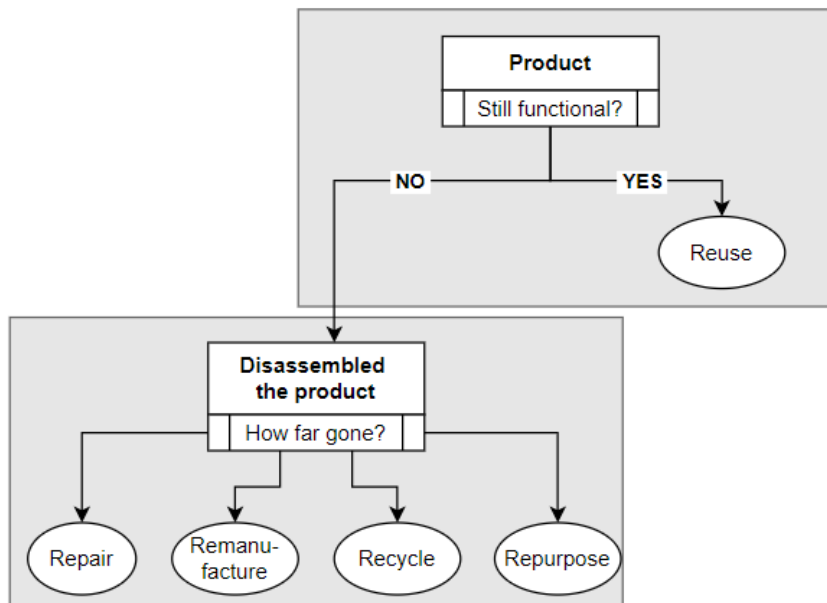 Product
Still functional?
NO
YES
Reuse
Disassembled
the product
How far gone?
Repair
Remanu-
facture
Recycle
Repurpose